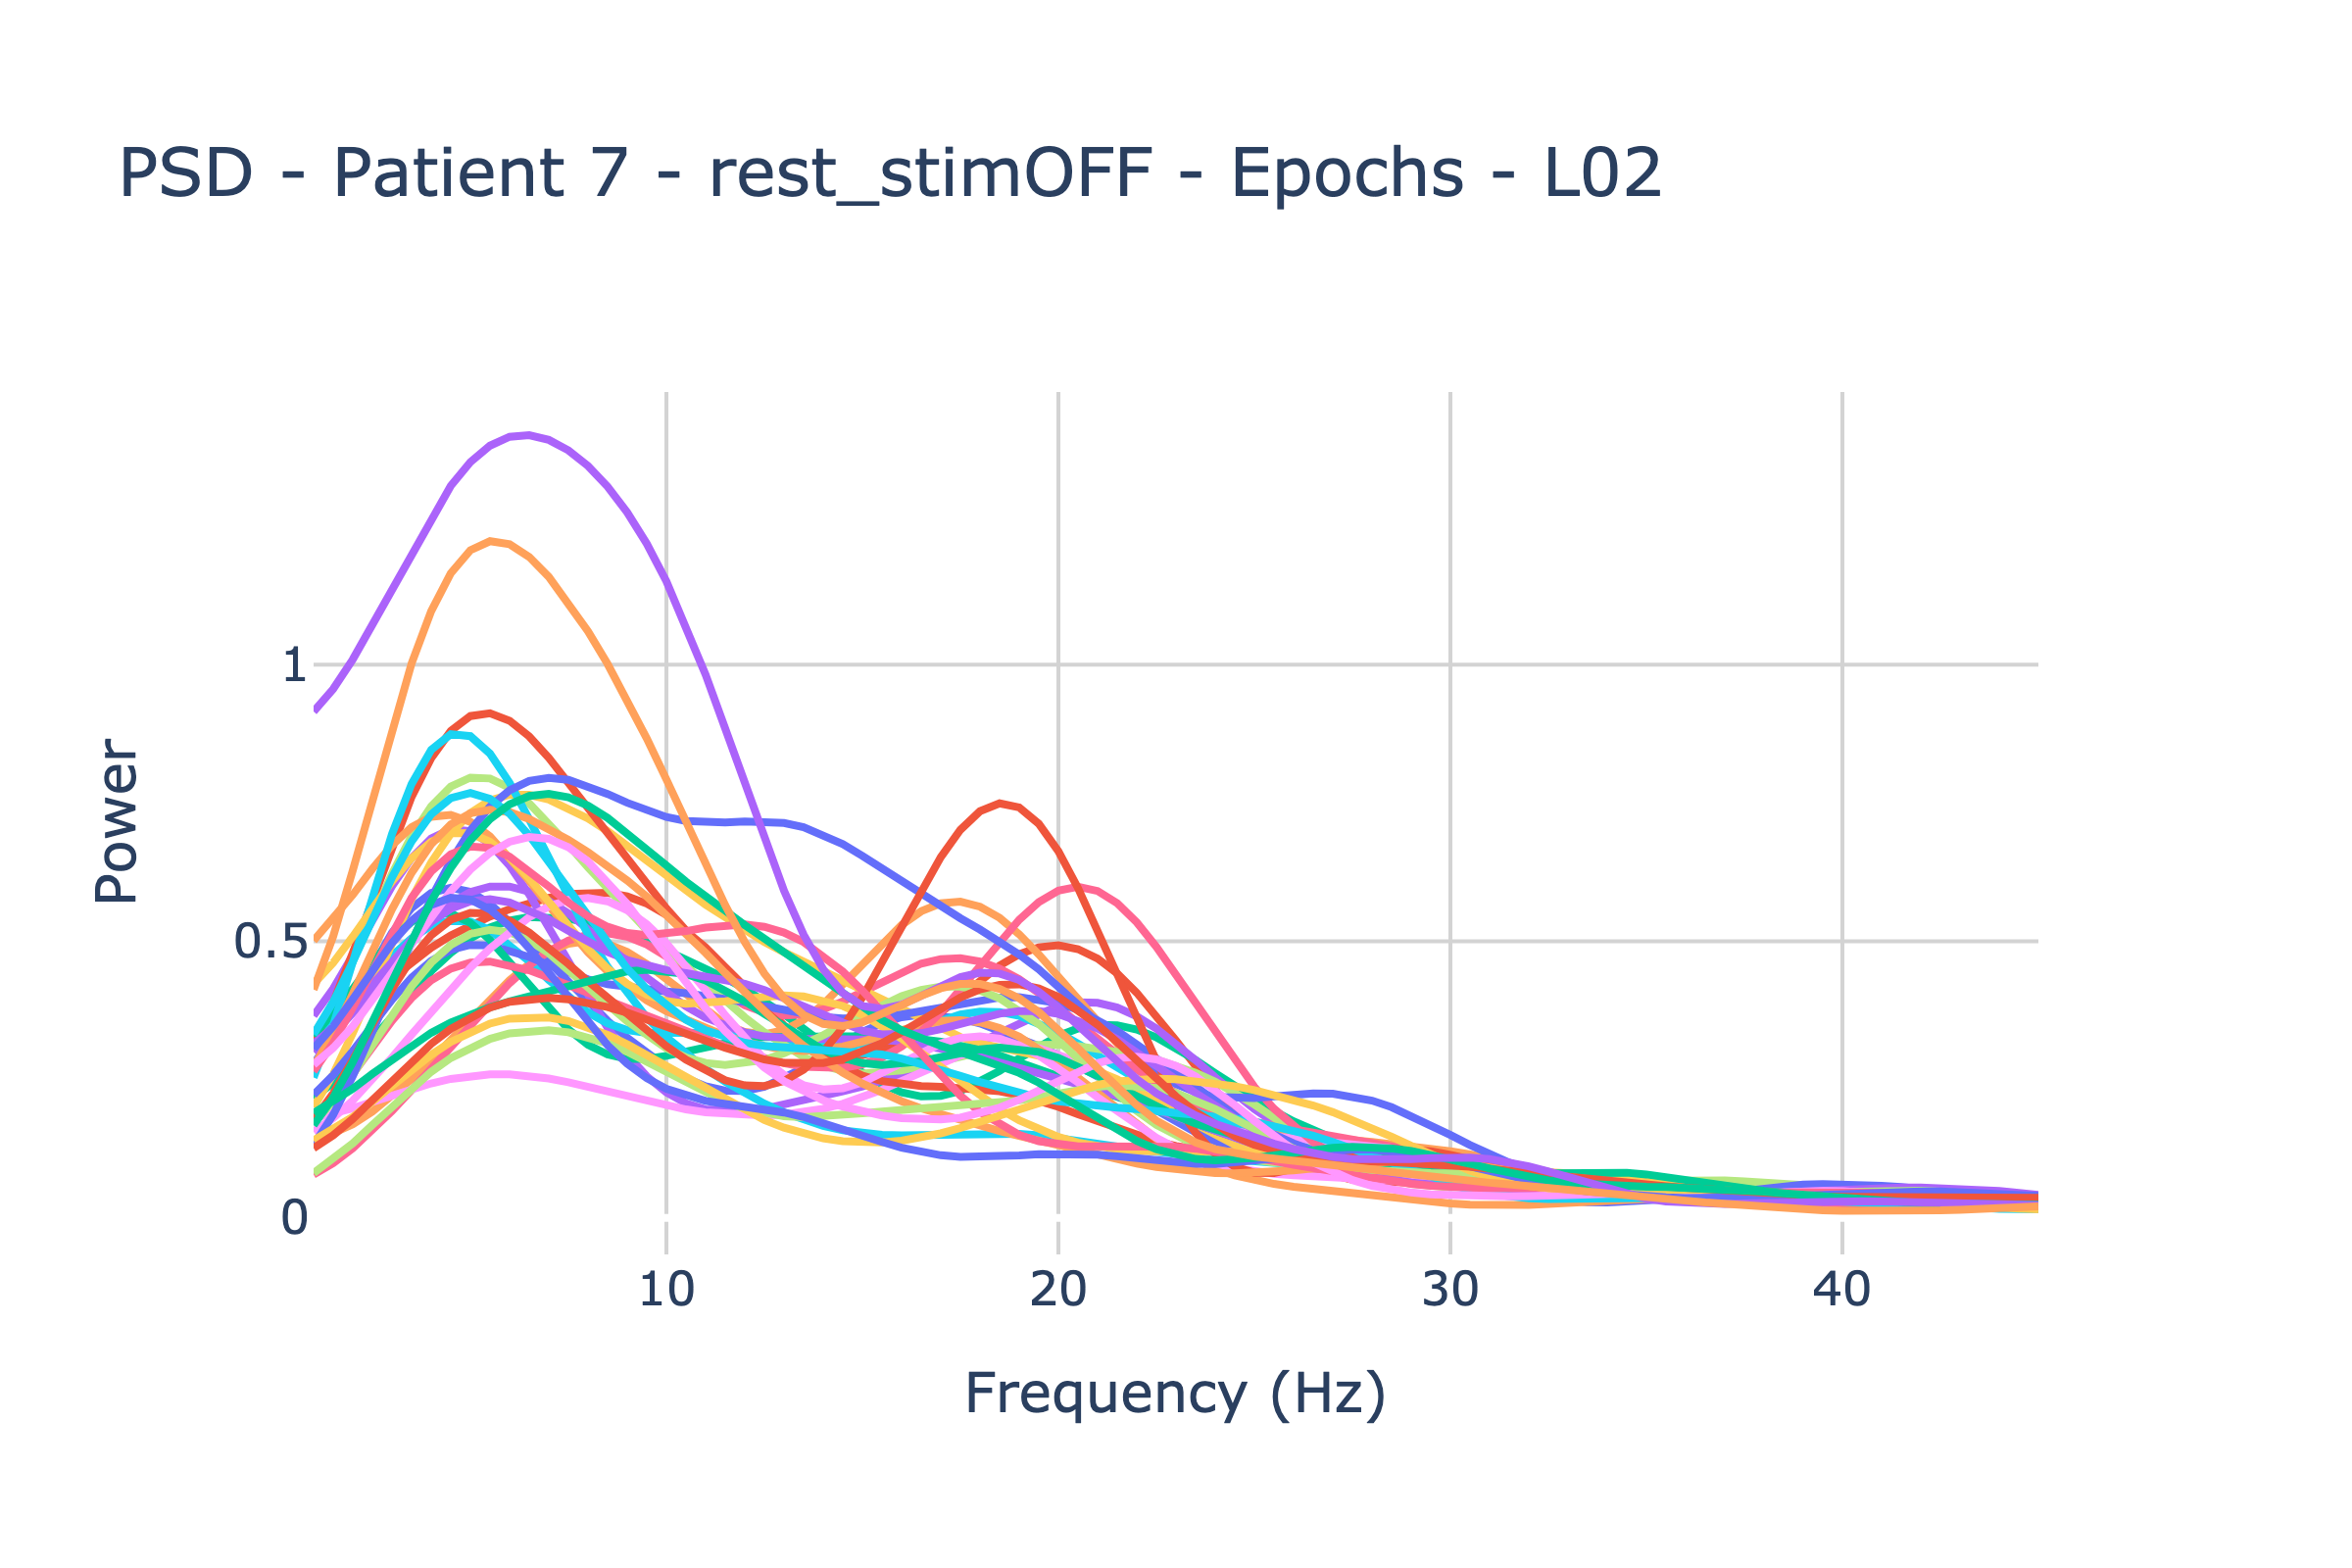 PSD - Patient 7 - rest_stimOFF - Epochs - L02
1
0.5
0
Power
10 20 30 40
Frequency (Hz)